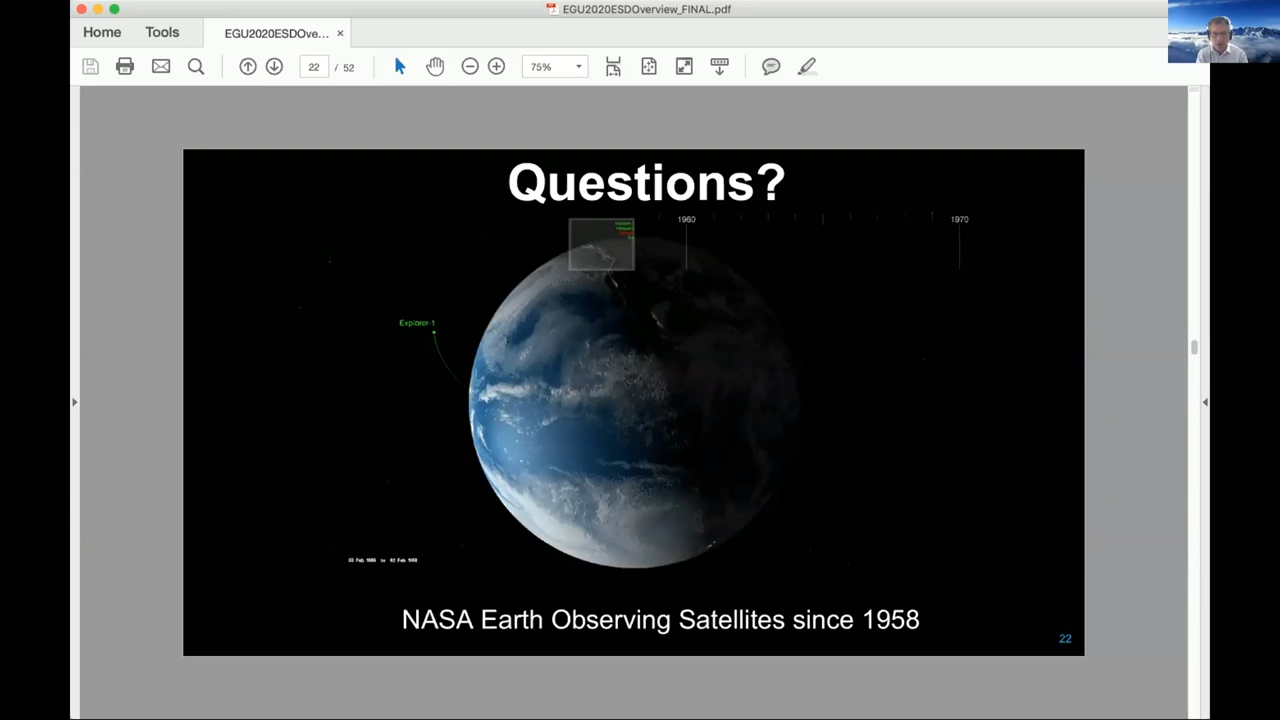 EGU2020ESDOverview_FINAL.pdf
Home
Tools
EGU2020ESDOve...
22 / 52
75%
Questions?
1960
1970
Explorer-1
NASA Earth Observing Satellites since 1958
22